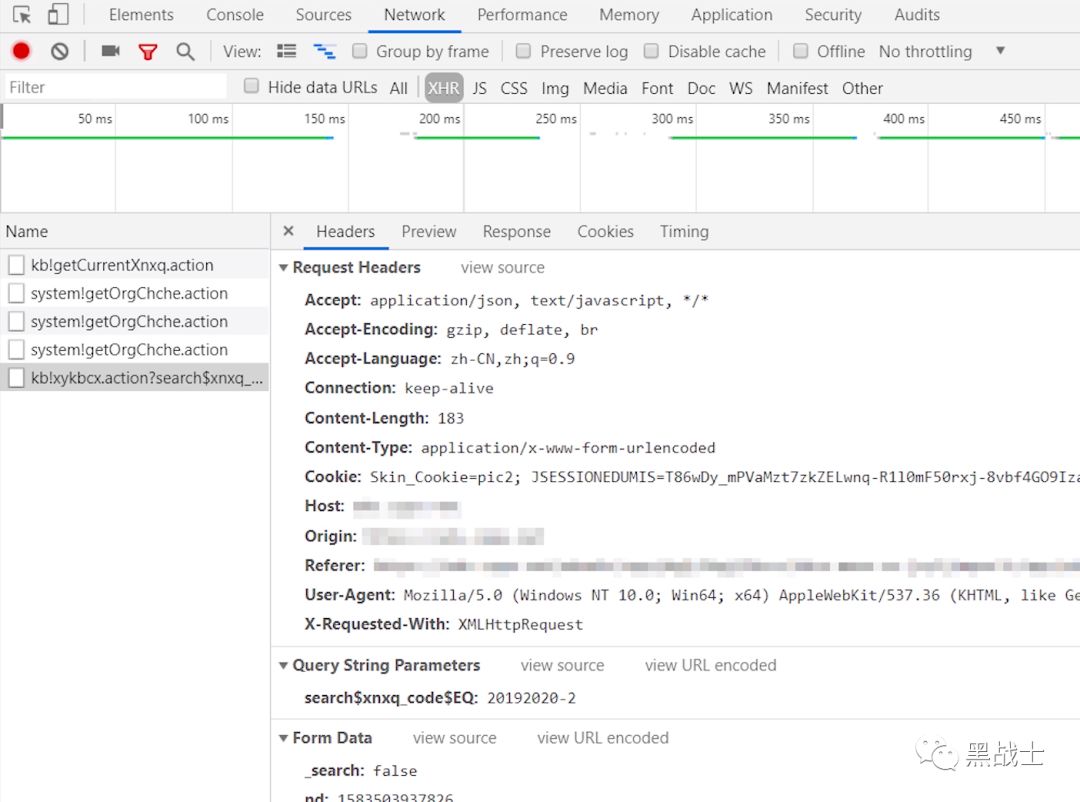 Elements Console Sources Network Performance Memory Application Security Audits
View: Group by frame Preserve log Disable cache Offline No throttling
Filter Hide data URLs All XHR JS CSS Img Media Font Doc WS Manifest Other
50 ms 100 ms 150 ms 200 ms 250 ms 300 ms 350 ms 400 ms 450 ms
Name
kb!getCurrentXnxq.action
system!getOrgChche.action
system!getOrgChche.action
system!getOrgChche.action
kb!xykbcx.action?search$xnxq_...
× Headers Preview Response Cookies Timing
Request Headers view source
Accept: application/json, text/javascript, */*
Accept-Encoding: gzip, deflate, br
Accept-Language: zh-CN,zh;q=0.9
Connection: keep-alive
Content-Length: 183
Content-Type: application/x-www-form-urlencoded
Cookie: Skin_Cookie=pic2; JSESSIONEDUMIS=T86wDy_mPVaMzt7zkZELwnq-R1l0mF50rxj-8vbf4GO9Iza
Host:
Origin:
Referer:
User-Agent: Mozilla/5.0 (Windows NT 10.0; Win64; x64) AppleWebKit/537.36 (KHTML, like Ge
X-Requested-With: XMLHttpRequest
Query String Parameters view source view URL encoded
search$xnxq_code$EQ: 20192020-2
Form Data view source view URL encoded
_search: false
nd: 1583503937826
黑战士